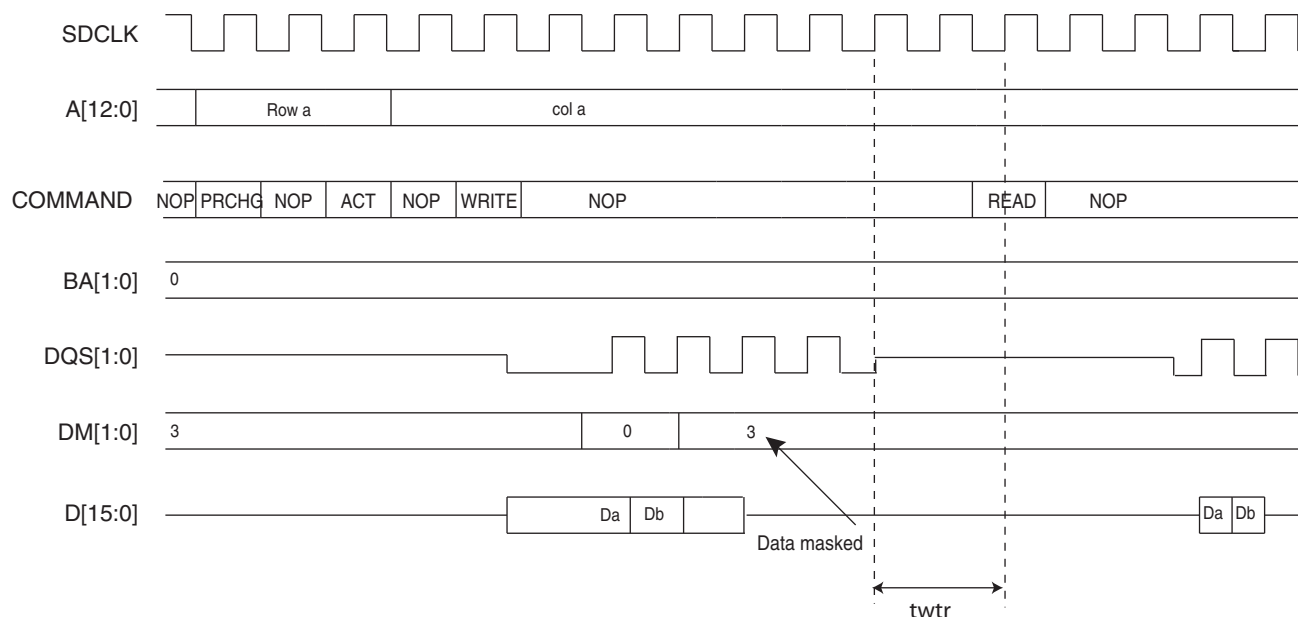 SDCLK
A[12:0] Row a col a
COMMAND NOP PRCHG NOP ACT NOP WRITE NOP READ NOP
BA[1:0] 0
DQS[1:0]
DM[1:0] 3 0 3
D[15:0] Da Db Da Db
Data masked
twtr